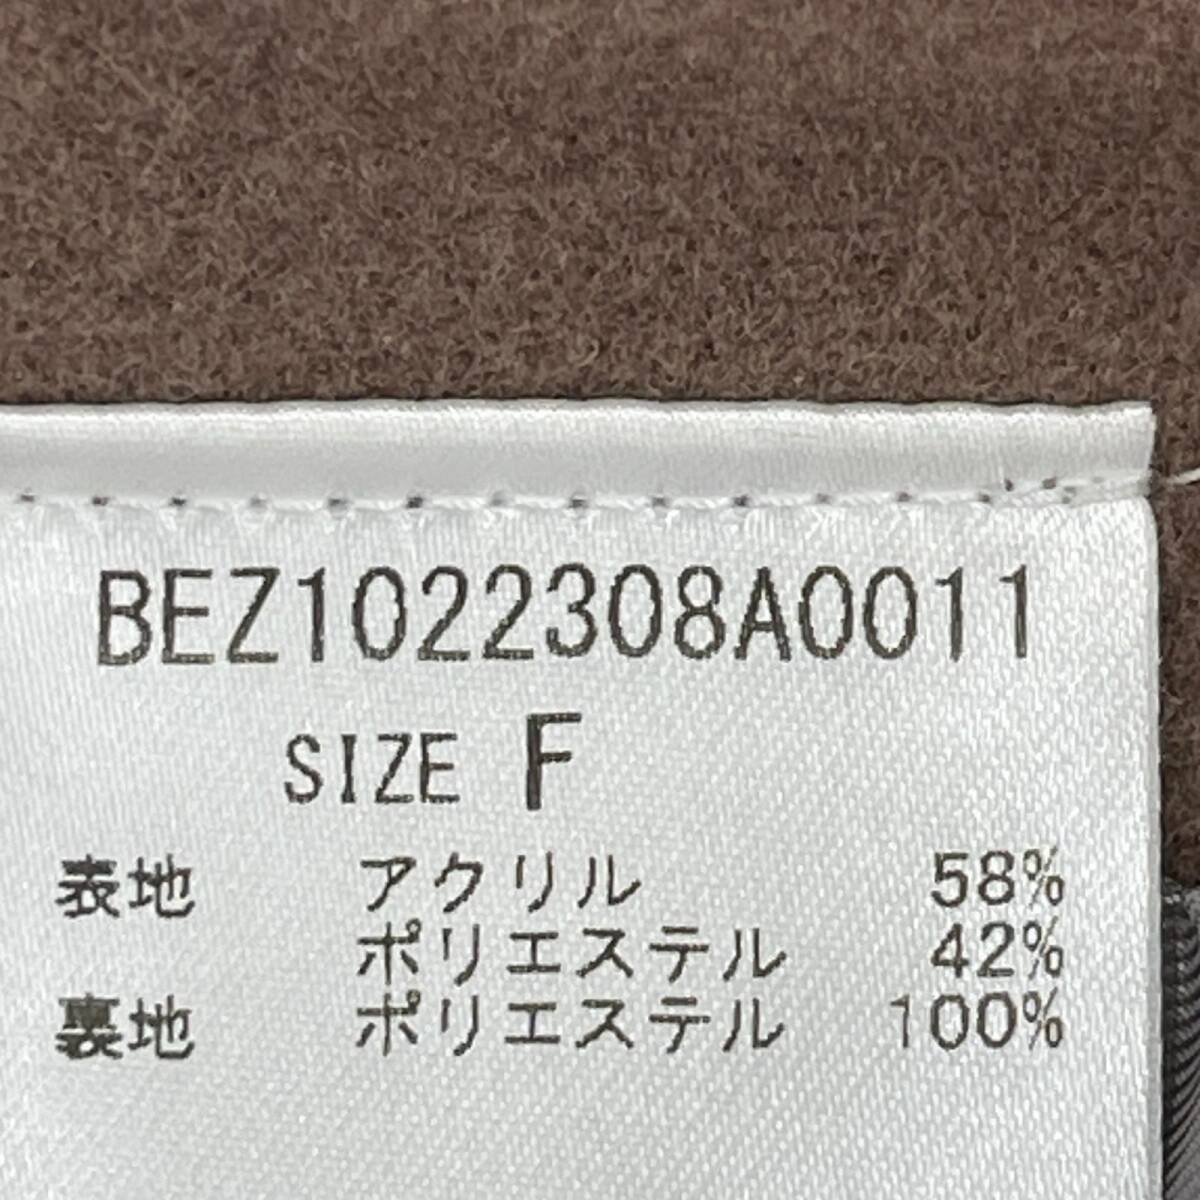 BEZ1022308A0011
SIZE F
表地 アクリル 58%
ポリエステル 42%
裏地 ポリエステル 100%